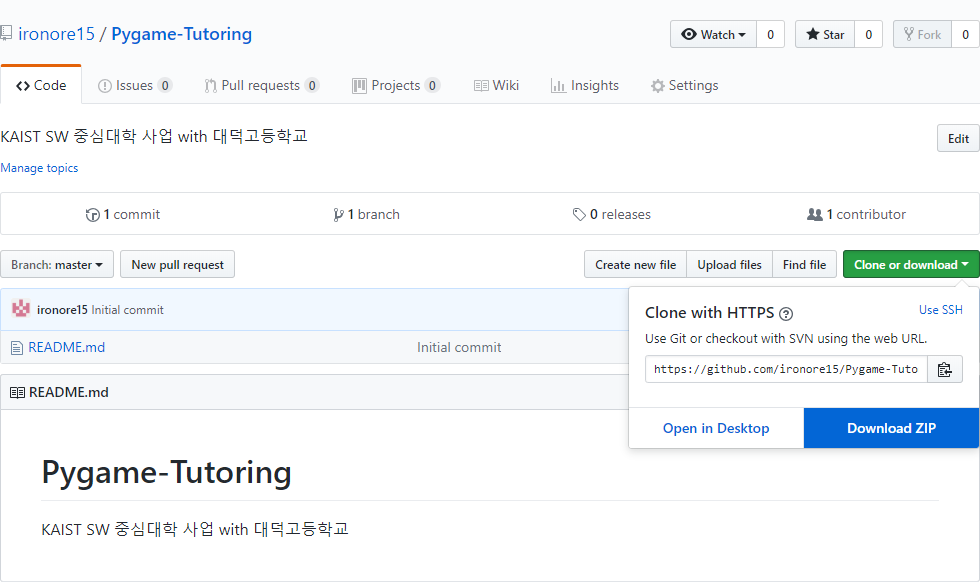 ironore15 / Pygame-Tutoring
Watch 0 Star 0 Fork 0
Code Issues 0 Pull requests 0 Projects 0 Wiki Insights Settings
KAIST SW 중심대학 사업 with 대덕고등학교
Edit
Manage topics
1 commit 1 branch 0 releases 1 contributor
Branch: master New pull request Create new file Upload files Find file Clone or download
ironore15 Initial commit
README.md Initial commit
Clone with HTTPS ? Use SSH
Use Git or checkout with SVN using the web URL.
https://github.com/ironore15/Pygame-Tuto
Open in Desktop Download ZIP
README.md
Pygame-Tutoring
KAIST SW 중심대학 사업 with 대덕고등학교